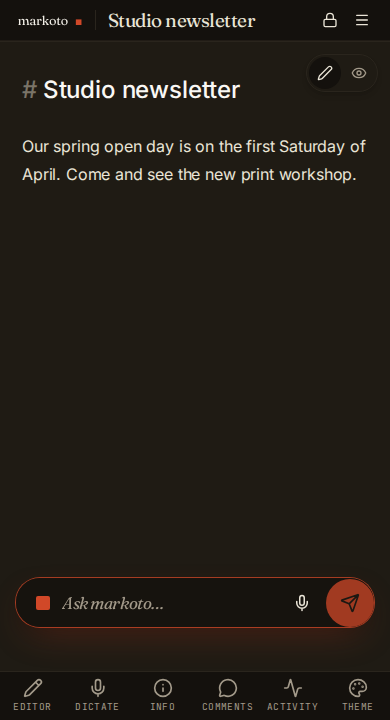 markoto
Studio newsletter
# Studio newsletter
Our spring open day is on the first Saturday of
April. Come and see the new print workshop.
Ask markoto...
EDITOR DICTATE INFO COMMENTS ACTIVITY THEME